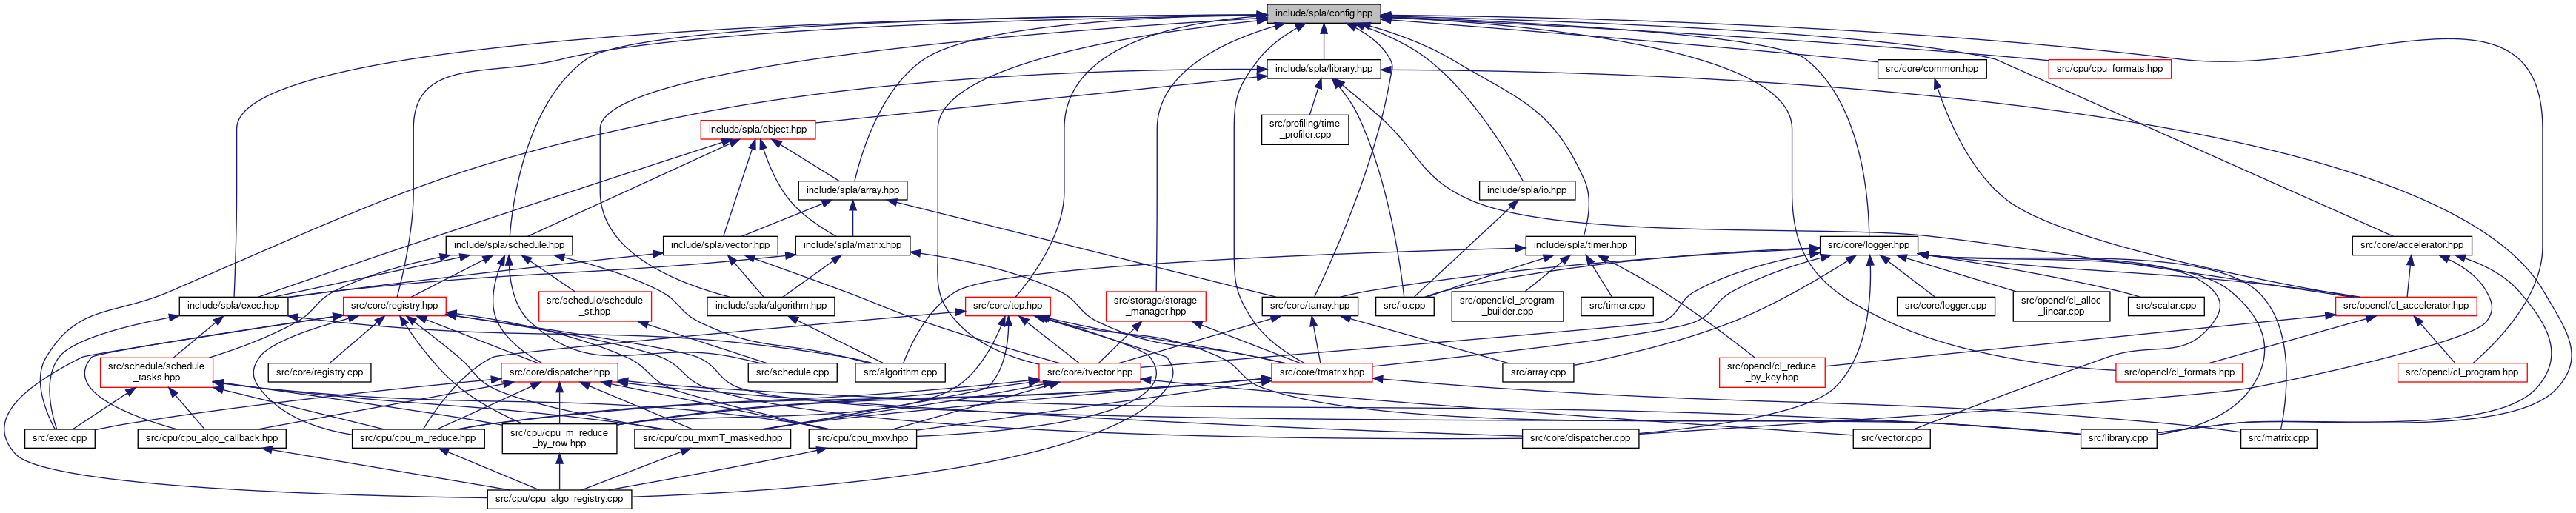 include/spla/config.hpp
include/spla/library.hpp
src/core/common.hpp
src/cpu/cpu_formats.hpp
include/spla/object.hpp
src/profiling/time
_profiler.cpp
include/spla/array.hpp
include/spla/io.hpp
include/spla/schedule.hpp
include/spla/vector.hpp
include/spla/matrix.hpp
include/spla/timer.hpp
src/core/logger.hpp
src/core/accelerator.hpp
include/spla/exec.hpp
src/core/registry.hpp
src/schedule/schedule
_st.hpp
include/spla/algorithm.hpp
src/core/top.hpp
src/storage/storage
_manager.hpp
src/core/tarray.hpp
src/io.cpp
src/opencl/cl_program
_builder.cpp
src/timer.cpp
src/core/logger.cpp
src/opencl/cl_alloc
_linear.cpp
src/scalar.cpp
src/opencl/cl_accelerator.hpp
src/schedule/schedule
_tasks.hpp
src/core/registry.cpp
src/core/dispatcher.hpp
src/schedule.cpp
src/algorithm.cpp
src/core/tvector.hpp
src/core/tmatrix.hpp
src/array.cpp
src/opencl/cl_reduce
_by_key.hpp
src/opencl/cl_formats.hpp
src/opencl/cl_program.hpp
src/exec.cpp
src/cpu/cpu_algo_callback.hpp
src/cpu/cpu_m_reduce.hpp
src/cpu/cpu_m_reduce
_by_row.hpp
src/cpu/cpu_mxmT_masked.hpp
src/cpu/cpu_mxv.hpp
src/core/dispatcher.cpp
src/vector.cpp
src/library.cpp
src/matrix.cpp
src/cpu/cpu_algo_registry.cpp